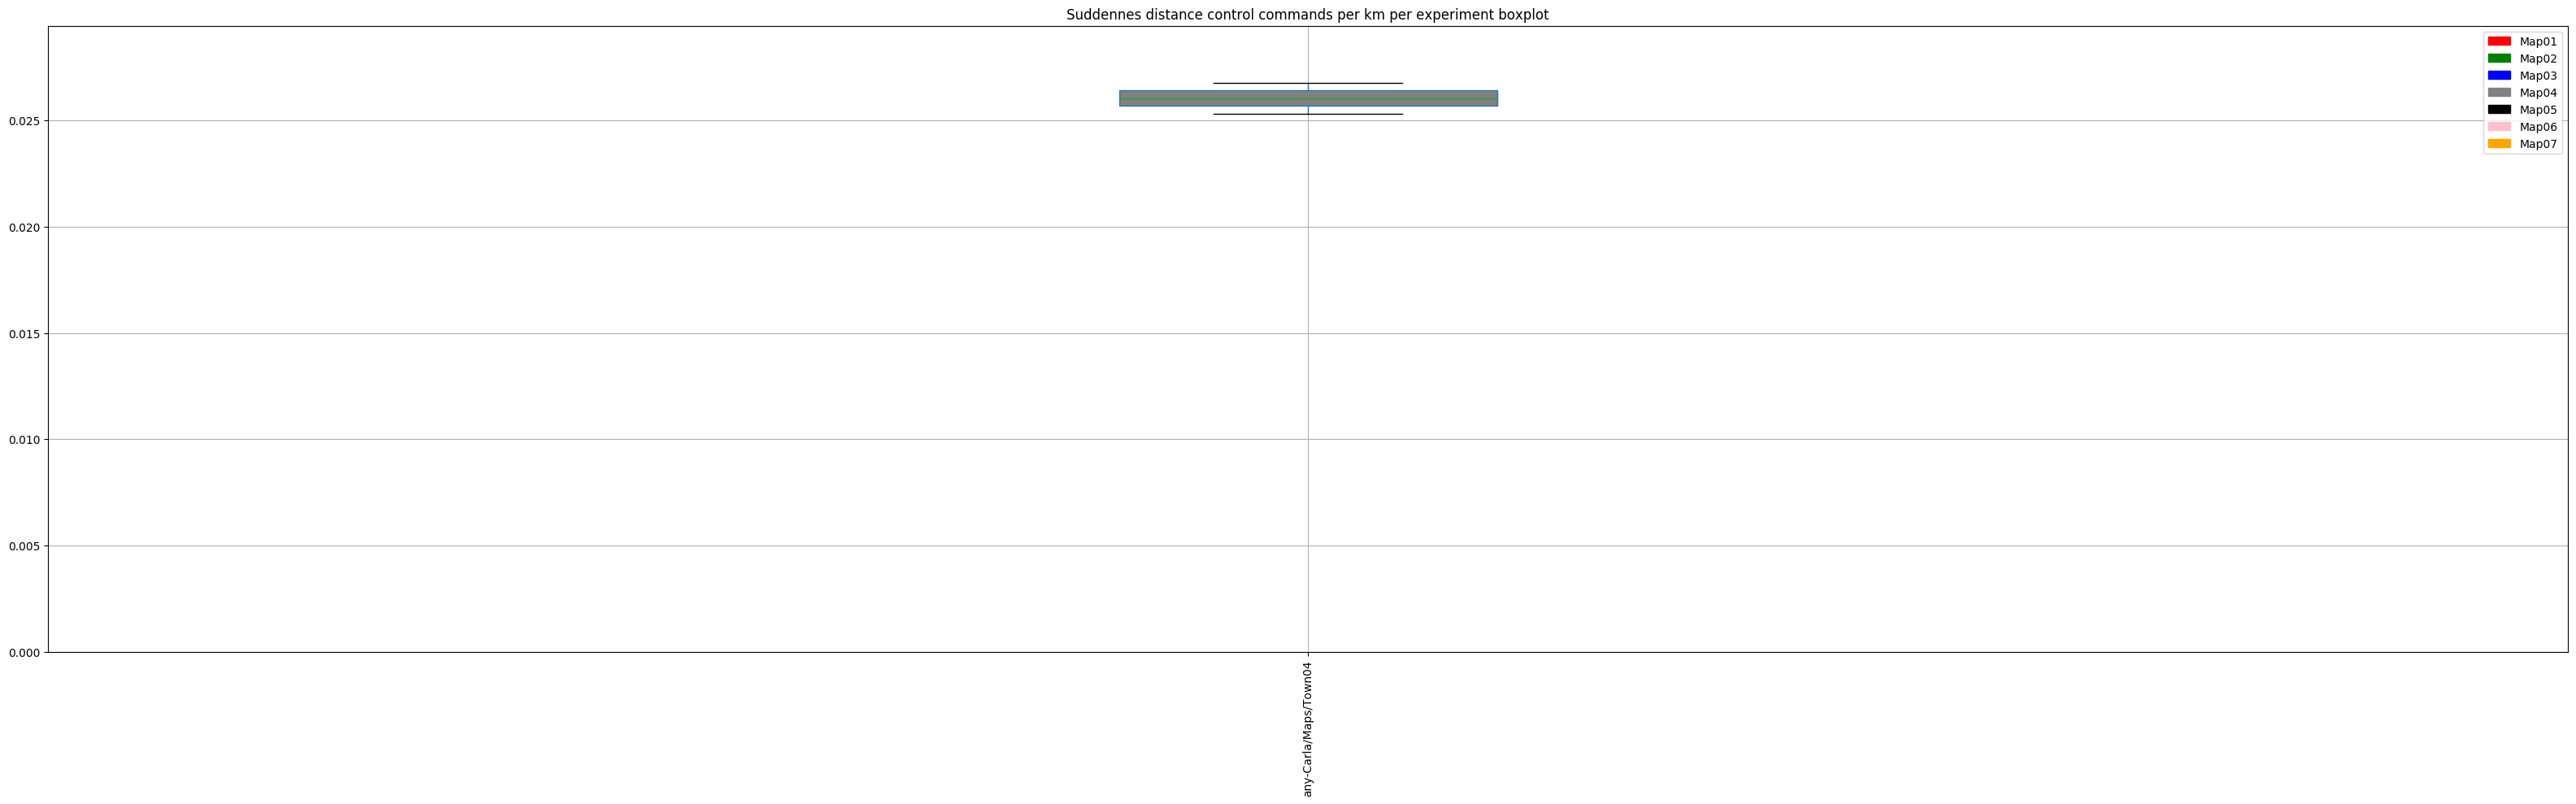 Suddennes distance control commands per km per experiment boxplot
Map01
Map02
Map03
Map04
Map05
Map06
Map07
0.025
0.020
0.015
0.010
0.005
0.000
any-Carla/Maps/Town04